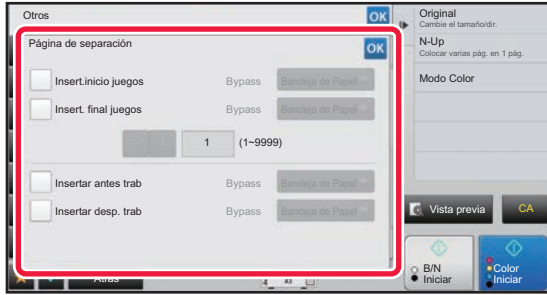 Otros
OK
Página de separación
OK
Insert.inicio juegos
Bypass
Bandeja de Papel
Insert. final juegos
Bypass
Bandeja de Papel
1
(1~9999)
Insertar antes trab
Bypass
Bandeja de Papel
Insertar desp. trab
Bypass
Bandeja de Papel
Atrás
A3
Original
Cambie el tamaño/dir.
N-Up
Colocar varias pág. en 1 pág.
Modo Color
Vista previa
CA
B/N
Iniciar
Color
Iniciar